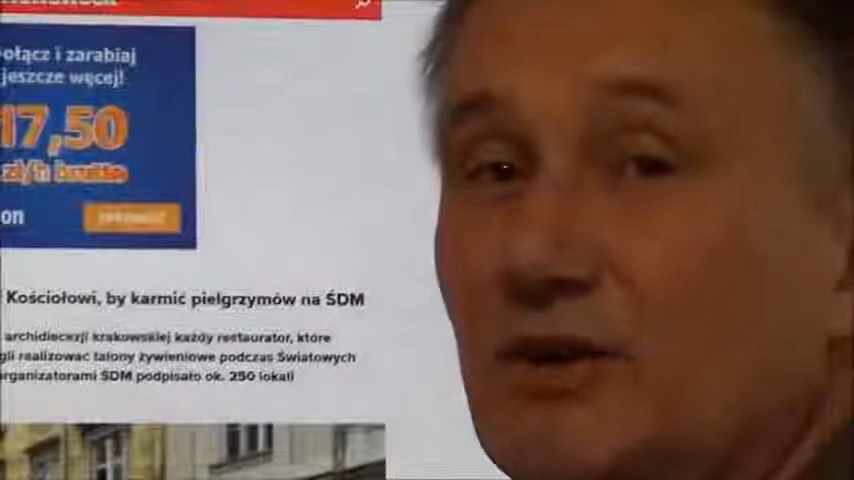 ołącz i zarabiaj
jeszcze więcej!
17,50
zł/h brutto
on
Kościołowi, by karmić pielgrzymów na ŚDM
archidiecezji krakowskiej każdy restaurator, które
gli realizować talony żywieniowe podczas Światowych
organizatorami ŚDM podpisało ok. 250 lokali